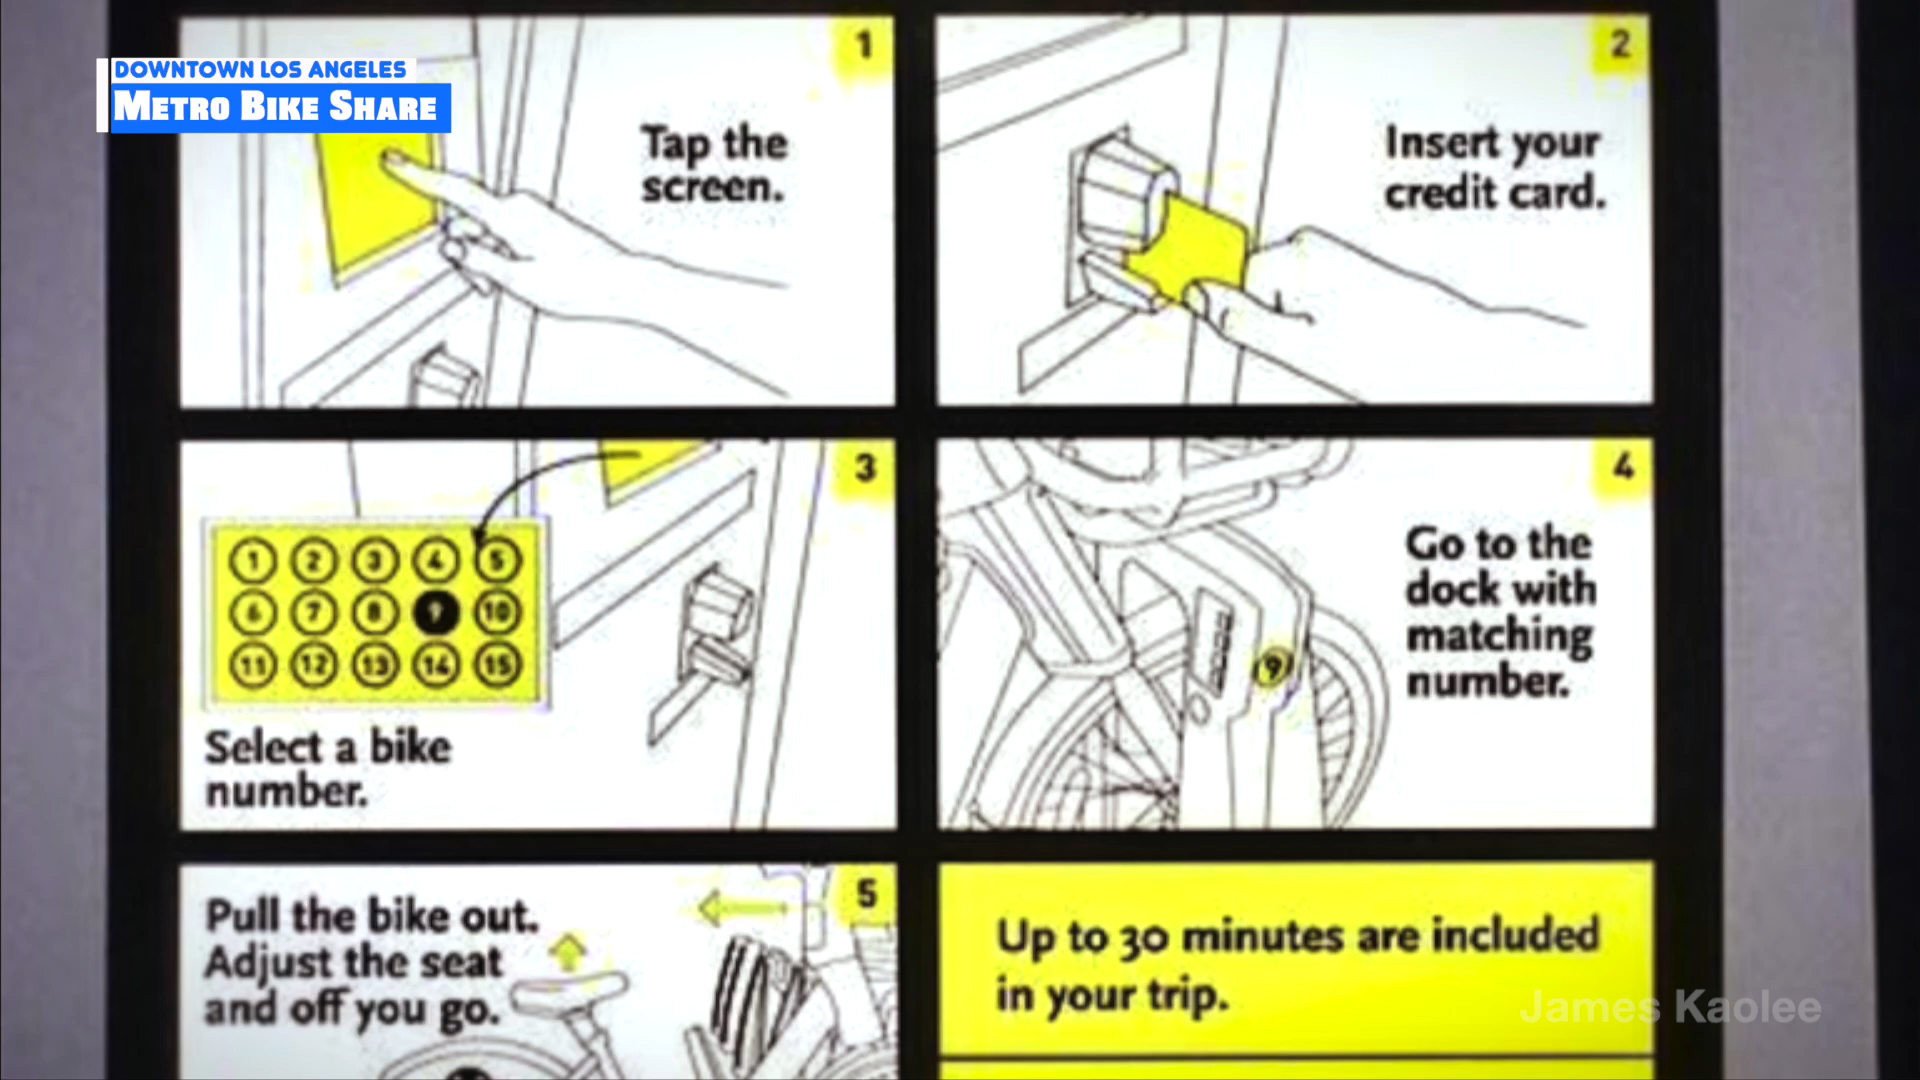 DOWNTOWN LOS ANGELES
METRO BIKE SHARE
1
Tap the
screen.
2
Insert your
credit card.
3
1 2 3 4 5
6 7 8 9 10
11 12 13 14 15
Select a bike
number.
4
Go to the
dock with
matching
number.
9
5
Pull the bike out.
Adjust the seat
and off you go.
Up to 30 minutes are included
in your trip.
James Kaolee